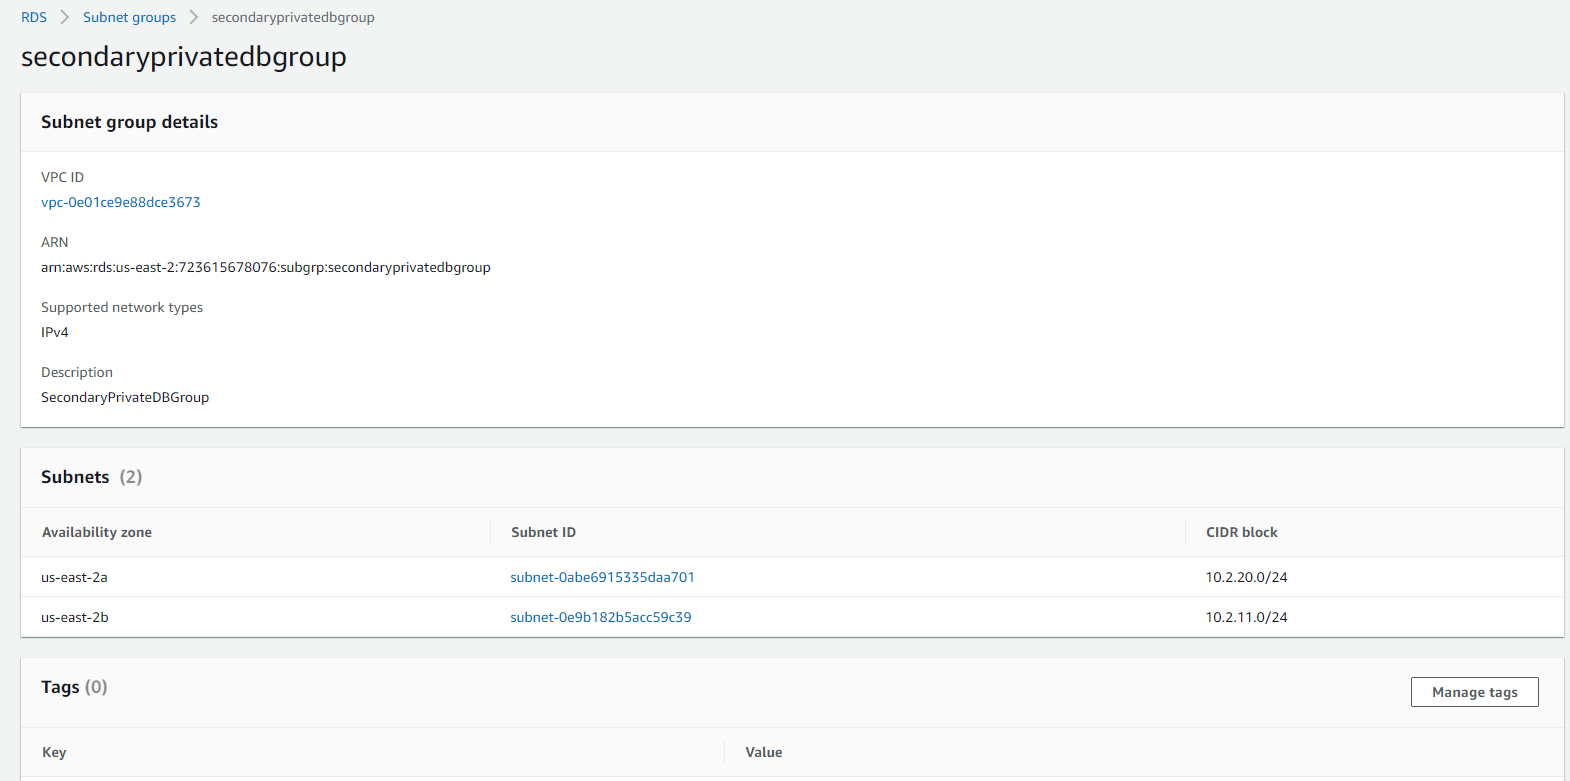 RDS > Subnet groups > secondaryprivatedbgroup
secondaryprivatedbgroup
Subnet group details
VPC ID
vpc-0e01ce9e88dce3673
ARN
arn:aws:rds:us-east-2:723615678076:subgrp:secondaryprivatedbgroup
Supported network types
IPv4
Description
SecondaryPrivateDBGroup
Subnets (2)
Availability zone Subnet ID CIDR block
us-east-2a subnet-0abe6915335daa701 10.2.20.0/24
us-east-2b subnet-0e9b182b5acc59c39 10.2.11.0/24
Tags (0) Manage tags
Key Value